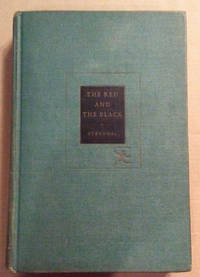 THE RED
AND
THE BLACK
STENDHAL